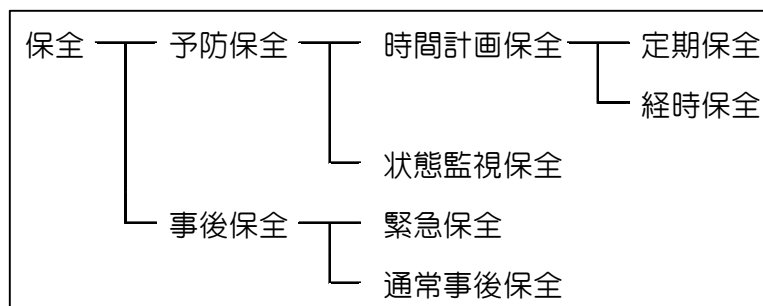 保全 予防保全 時間計画保全 定期保全
経時保全
状態監視保全
事後保全 緊急保全
通常事後保全